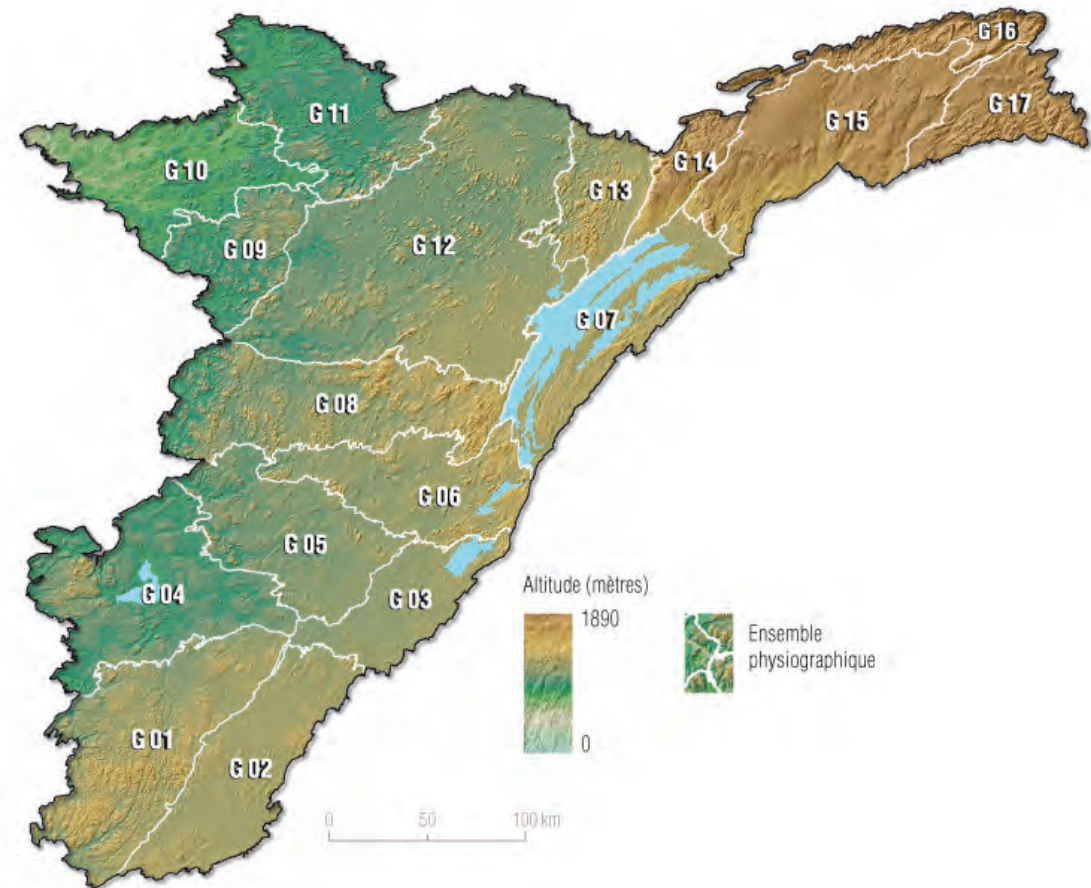 G 16
G 11
G 15
G 17
G 10
G 14
G 13
G 09
G 12
G 07
G 08
G 06
G 05
G 04
G 03
Altitude (mètres)
1890
0
Ensemble
physiographique
G 01
G 02
0 50 100 km